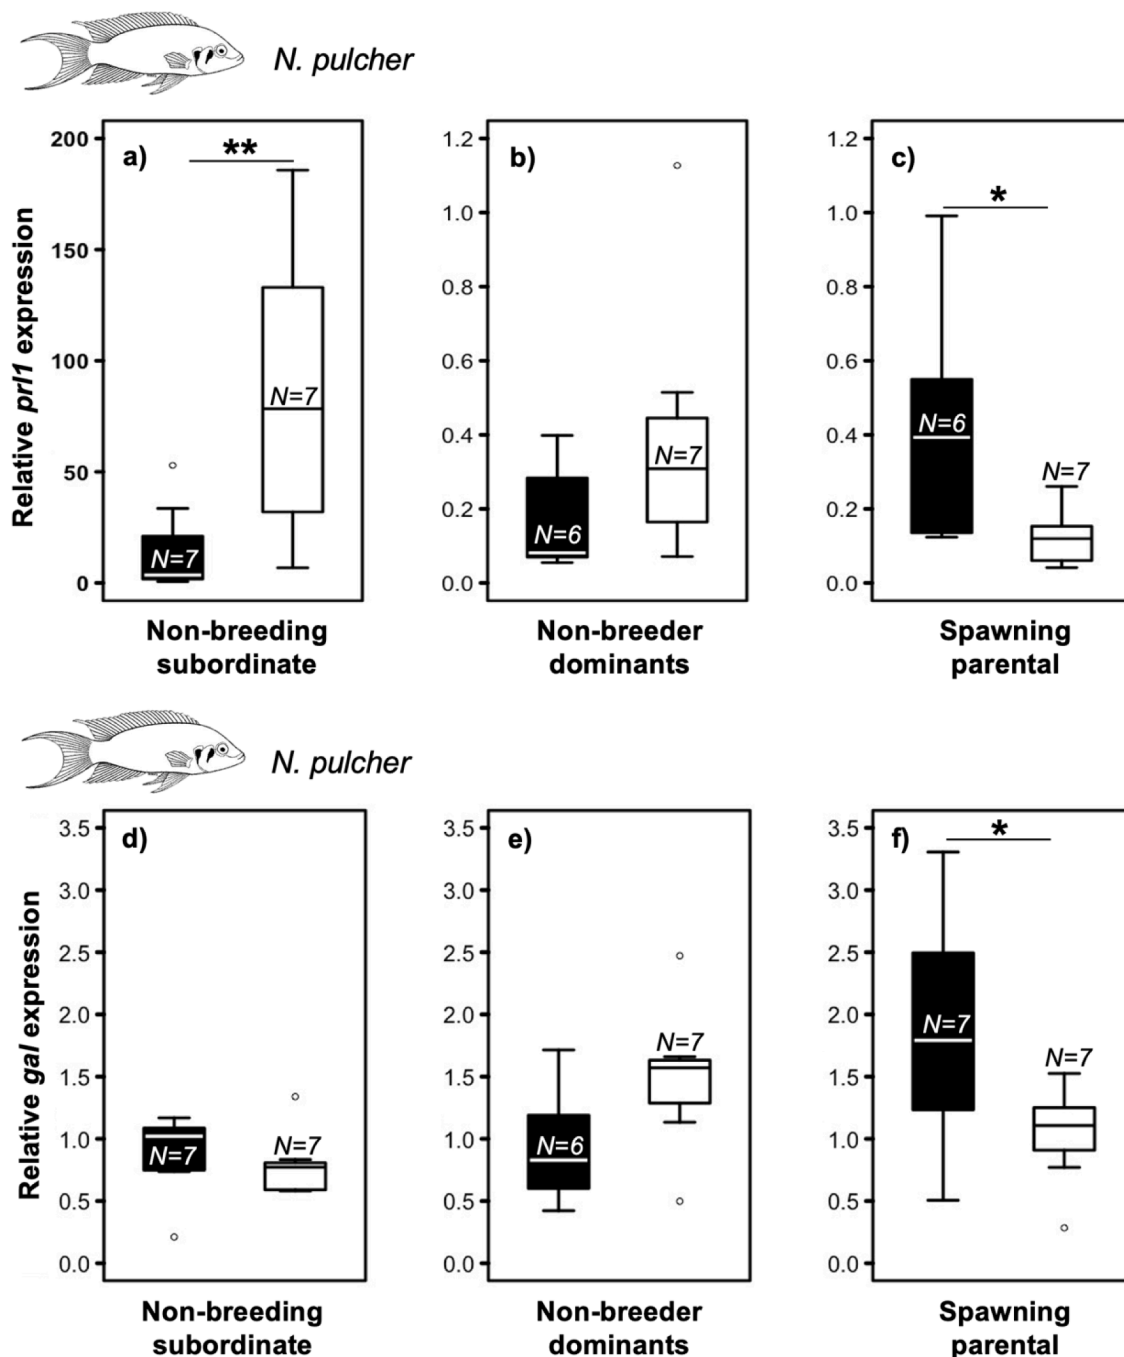 N. pulcher
Relative prl1 expression
a)
**
200
150
100
50
0
N=7
N=7
Non-breeding
subordinate
b)
1.2
1.0
0.8
0.6
0.4
0.2
0.0
N=6
N=7
Non-breeder
dominants
c)
*
1.2
1.0
0.8
0.6
0.4
0.2
0.0
N=6
N=7
Spawning
parental
N. pulcher
Relative gal expression
d)
3.5
3.0
2.5
2.0
1.5
1.0
0.5
0.0
N=7
N=7
Non-breeding
subordinate
e)
3.5
3.0
2.5
2.0
1.5
1.0
0.5
0.0
N=6
N=7
Non-breeder
dominants
f)
*
3.5
3.0
2.5
2.0
1.5
1.0
0.5
0.0
N=7
N=7
Spawning
parental